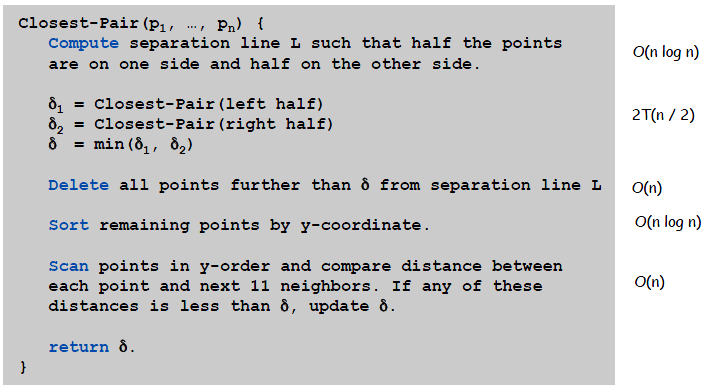 Closest-Pair(p₁, …, pₙ) {
Compute separation line L such that half the points
are on one side and half on the other side.
O(n log n)
δ₁ = Closest-Pair(left half)
δ₂ = Closest-Pair(right half)
δ = min(δ₁, δ₂)
2T(n / 2)
Delete all points further than δ from separation line L
O(n)
Sort remaining points by y-coordinate.
O(n log n)
Scan points in y-order and compare distance between
each point and next 11 neighbors. If any of these
distances is less than δ, update δ.
O(n)
return δ.
}